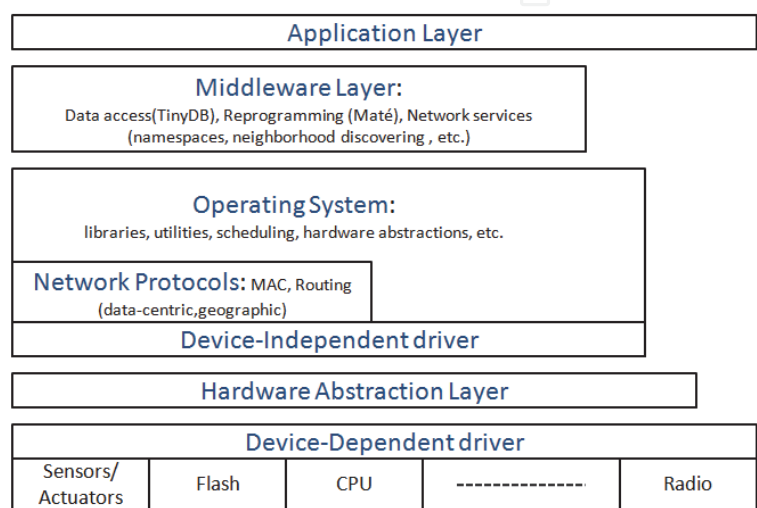 Application Layer
Middleware Layer:
Data access(TinyDB), Reprogramming (Maté), Network services
(namespaces, neighborhood discovering , etc.)
Operating System:
libraries, utilities, scheduling, hardware abstractions, etc.
Network Protocols: MAC, Routing
(data-centric,geographic)
Device-Independent driver
Hardware Abstraction Layer
Device-Dependent driver
Sensors/
Actuators
Flash
CPU
Radio